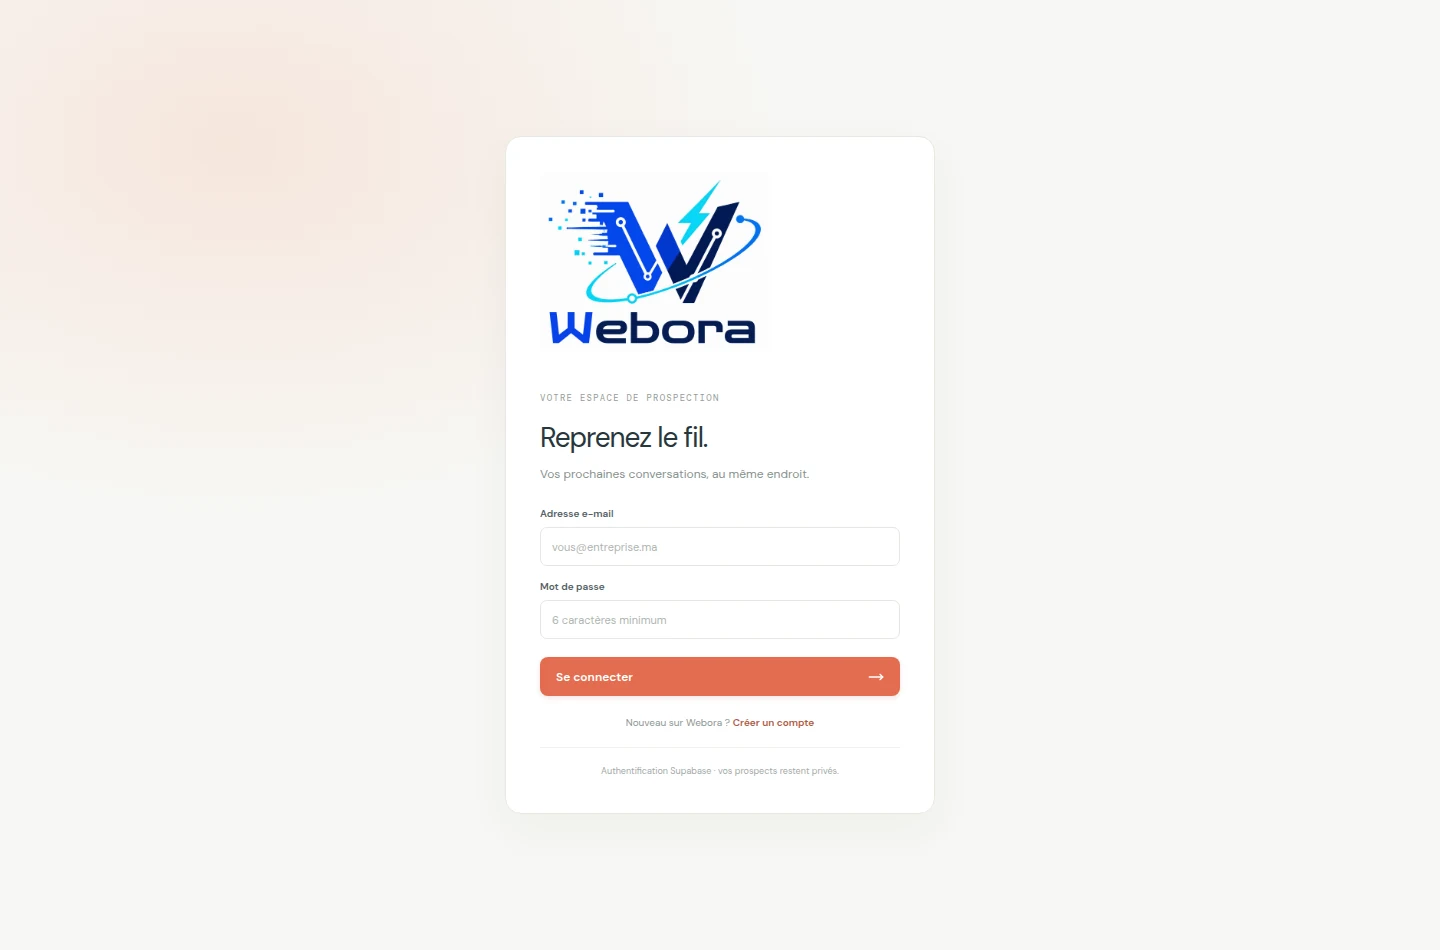 Webora
VOTRE ESPACE DE PROSPECTION
Reprenez le fil.
Vos prochaines conversations, au même endroit.
Adresse e-mail
vous@entreprise.ma
Mot de passe
6 caractères minimum
Se connecter →
Nouveau sur Webora ? Créer un compte
Authentification Supabase · vos prospects restent privés.